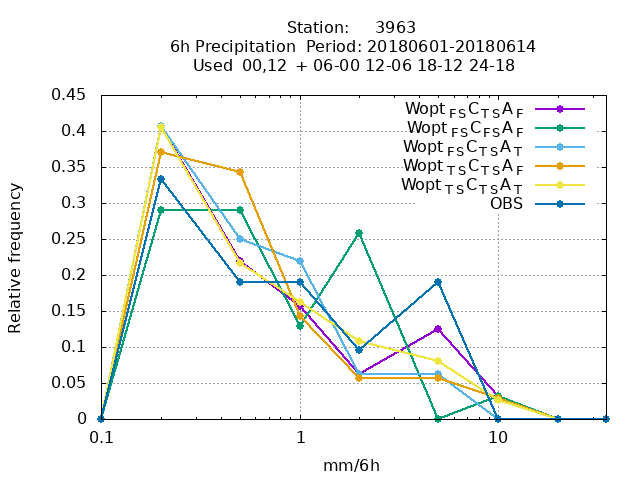 Station: 3963
6h Precipitation Period: 20180601-20180614
Used 00,12 + 06-00 12-06 18-12 24-18
Wopt FS C TS A F
Wopt FS C FS A F
Wopt FS C TS A T
Wopt TS C TS A F
Wopt TS C TS A T
OBS
Relative frequency
0.45
0.4
0.35
0.3
0.25
0.2
0.15
0.1
0.05
0
0.1 1 10
mm/6h